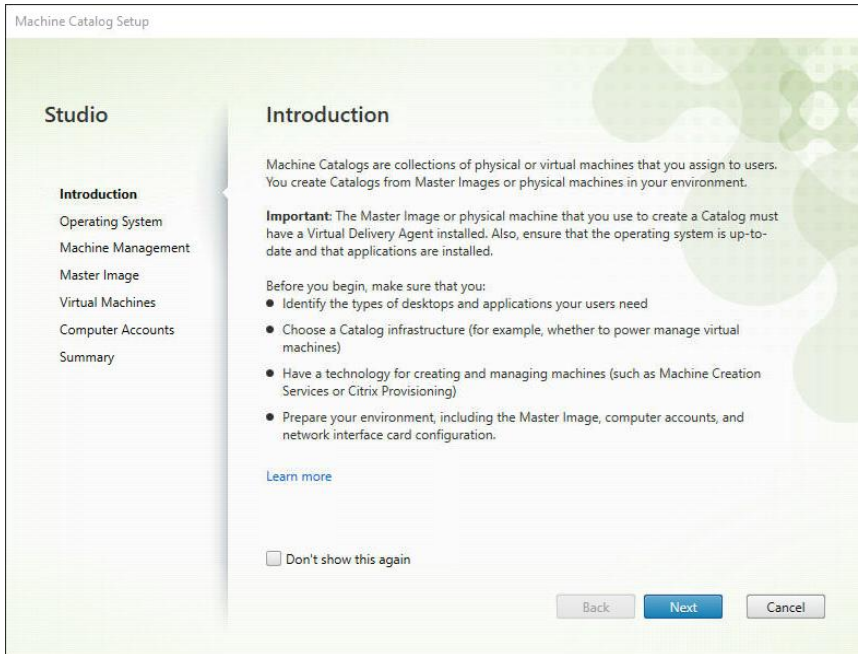 Machine Catalog Setup
Studio
Introduction
Operating System
Machine Management
Master Image
Virtual Machines
Computer Accounts
Summary
Introduction
Machine Catalogs are collections of physical or virtual machines that you assign to users.
You create Catalogs from Master Images or physical machines in your environment.
Important: The Master Image or physical machine that you use to create a Catalog must
have a Virtual Delivery Agent installed. Also, ensure that the operating system is up-to-
date and that applications are installed.
Before you begin, make sure that you:
● Identify the types of desktops and applications your users need
● Choose a Catalog infrastructure (for example, whether to power manage virtual
machines)
● Have a technology for creating and managing machines (such as Machine Creation
Services or Citrix Provisioning)
● Prepare your environment, including the Master Image, computer accounts, and
network interface card configuration.
Learn more
Don't show this again
Back Next Cancel